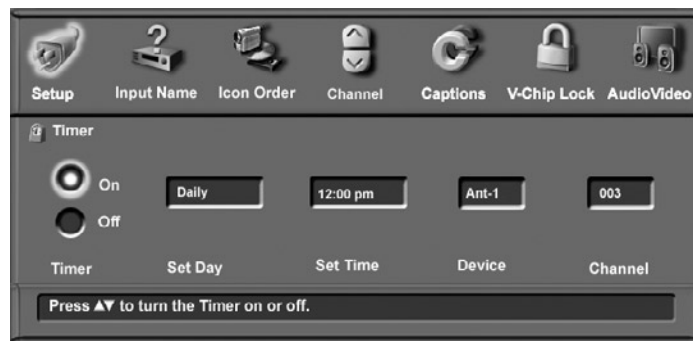 Setup Input Name Icon Order Channel Captions V-Chip Lock AudioVideo
Timer
On
Daily 12:00 pm Ant-1 003
Off
Timer Set Day Set Time Device Channel
Press ▲▼ to turn the Timer on or off.